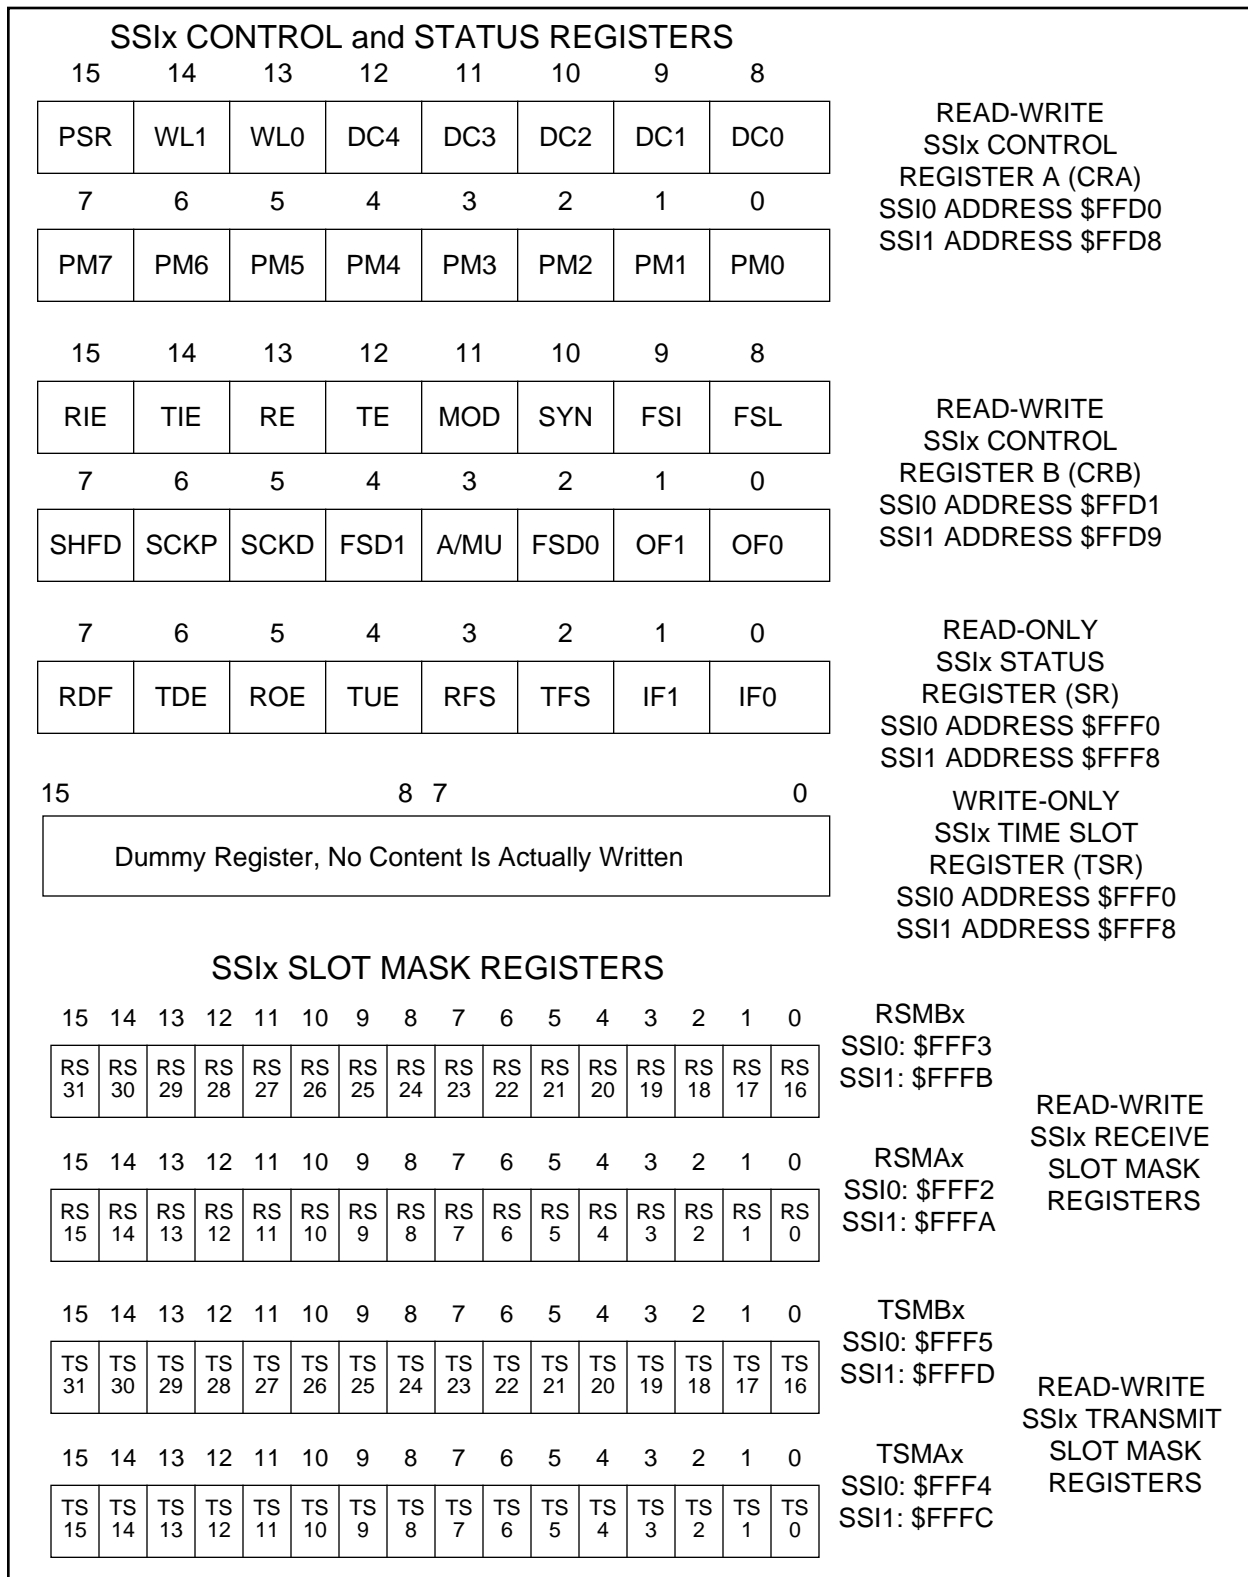 SSIx CONTROL and STATUS REGISTERS
15 14 13 12 11 10 9 8
PSR WL1 WL0 DC4 DC3 DC2 DC1 DC0
7 6 5 4 3 2 1 0
PM7 PM6 PM5 PM4 PM3 PM2 PM1 PM0
READ-WRITE
SSIx CONTROL
REGISTER A (CRA)
SSI0 ADDRESS $FFD0
SSI1 ADDRESS $FFD8
15 14 13 12 11 10 9 8
RIE TIE RE TE MOD SYN FSI FSL
7 6 5 4 3 2 1 0
SHFD SCKP SCKD FSD1 A/MU FSD0 OF1 OF0
READ-WRITE
SSIx CONTROL
REGISTER B (CRB)
SSI0 ADDRESS $FFD1
SSI1 ADDRESS $FFD9
7 6 5 4 3 2 1 0
RDF TDE ROE TUE RFS TFS IF1 IF0
READ-ONLY
SSIx STATUS
REGISTER (SR)
SSI0 ADDRESS $FFF0
SSI1 ADDRESS $FFF8
15 8 7 0
Dummy Register, No Content Is Actually Written
WRITE-ONLY
SSIx TIME SLOT
REGISTER (TSR)
SSI0 ADDRESS $FFF0
SSI1 ADDRESS $FFF8
SSIx SLOT MASK REGISTERS
15 14 13 12 11 10 9 8 7 6 5 4 3 2 1 0
RS RS RS RS RS RS RS RS RS RS RS RS RS RS RS RS
31 30 29 28 27 26 25 24 23 22 21 20 19 18 17 16
RSMBx
SSI0: $FFF3
SSI1: $FFFB
15 14 13 12 11 10 9 8 7 6 5 4 3 2 1 0
RS RS RS RS RS RS RS RS RS RS RS RS RS RS RS RS
15 14 13 12 11 10 9 8 7 6 5 4 3 2 1 0
RSMAx
SSI0: $FFF2
SSI1: $FFFA
READ-WRITE
SSIx RECEIVE
SLOT MASK
REGISTERS
15 14 13 12 11 10 9 8 7 6 5 4 3 2 1 0
TS TS TS TS TS TS TS TS TS TS TS TS TS TS TS TS
31 30 29 28 27 26 25 24 23 22 21 20 19 18 17 16
TSMBx
SSI0: $FFF5
SSI1: $FFFD
15 14 13 12 11 10 9 8 7 6 5 4 3 2 1 0
TS TS TS TS TS TS TS TS TS TS TS TS TS TS TS TS
15 14 13 12 11 10 9 8 7 6 5 4 3 2 1 0
TSMAx
SSI0: $FFF4
SSI1: $FFFC
READ-WRITE
SSIx TRANSMIT
SLOT MASK
REGISTERS